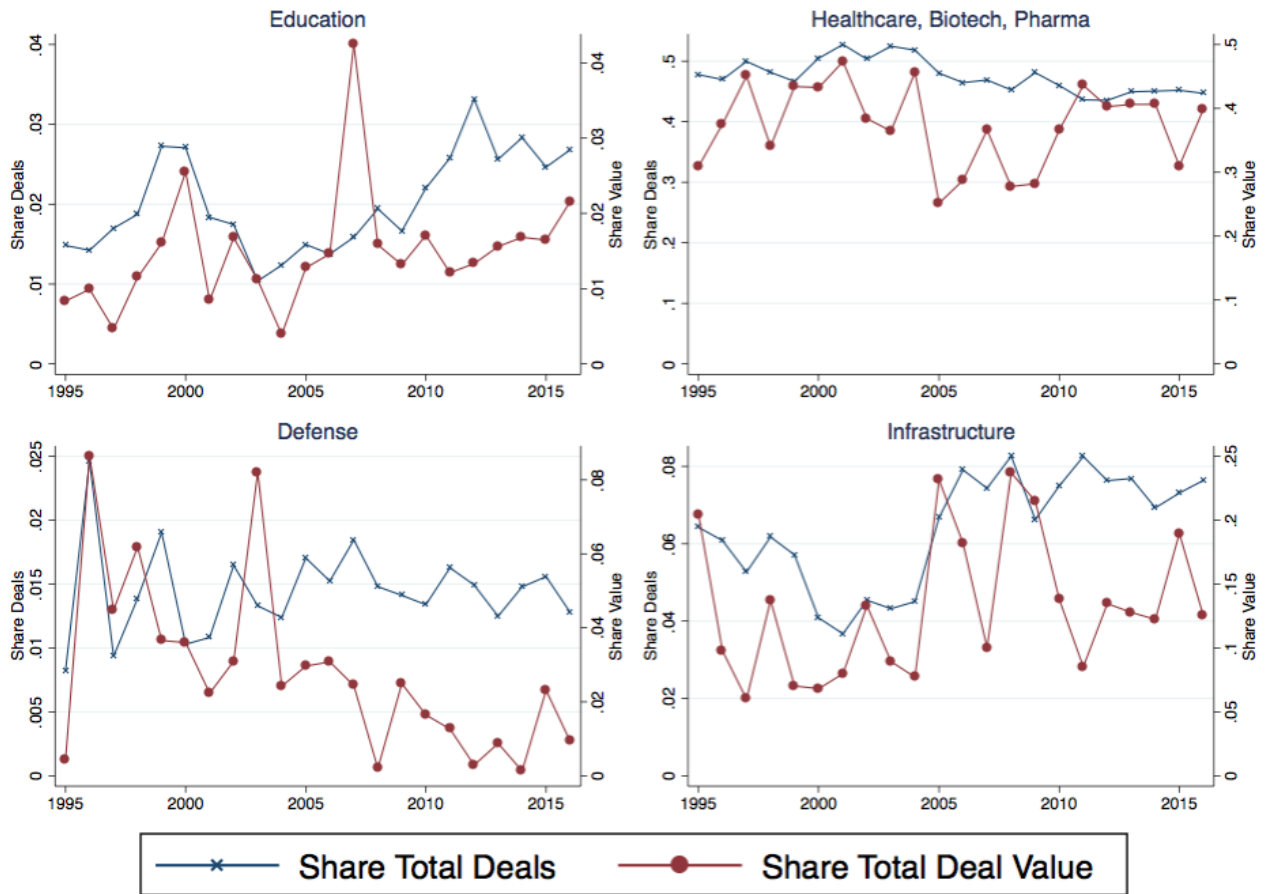 Education
Share Deals
0 .01 .02 .03 .04
Share Value
0 .01 .02 .03 .04
1995 2000 2005 2010 2015
Healthcare, Biotech, Pharma
Share Deals
0 .1 .2 .3 .4 .5
Share Value
0 .1 .2 .3 .4 .5
1995 2000 2005 2010 2015
Defense
Share Deals
0 .005 .01 .015 .02 .025
Share Value
0 .02 .04 .06 .08
1995 2000 2005 2010 2015
Infrastructure
Share Deals
0 .02 .04 .06 .08
Share Value
0 .05 .1 .15 .2 .25
1995 2000 2005 2010 2015
Share Total Deals
Share Total Deal Value